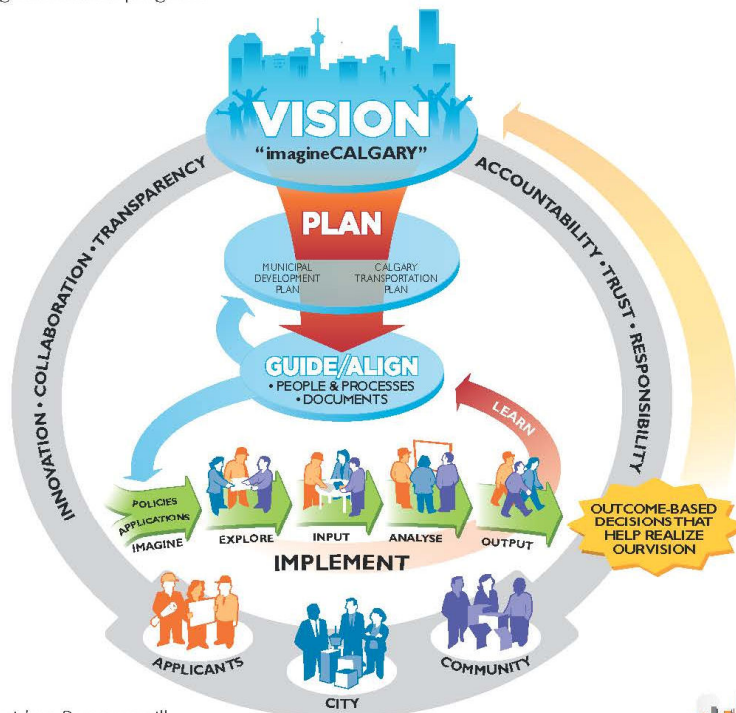 VISION
“imagineCALGARY”
INNOVATION • COLLABORATION • TRANSPARENCY
ACCOUNTABILITY • TRUST • RESPONSIBILITY
PLAN
MUNICIPAL
DEVELOPMENT
PLAN
CALGARY
TRANSPORTATION
PLAN
GUIDE/ALIGN
• PEOPLE & PROCESSES
• DOCUMENTS
LEARN
POLICIES
APPLICATIONS
IMAGINE
EXPLORE
INPUT
ANALYSE
OUTPUT
IMPLEMENT
OUTCOME-BASED
DECISIONS THAT
HELP REALIZE
OUR VISION
APPLICANTS
CITY
COMMUNITY